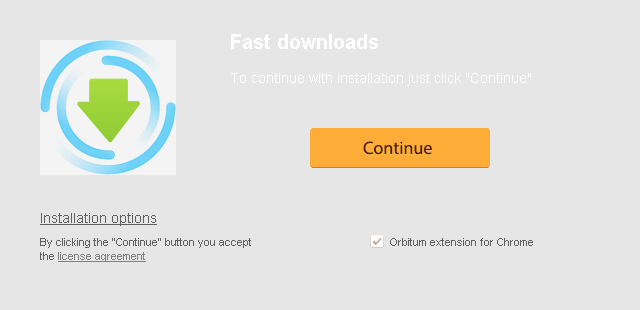 Fast downloads
To continue with installation just click "Continue"
Continue
Installation options
By clicking the "Continue" button you accept
the license agreement
Orbitum extension for Chrome